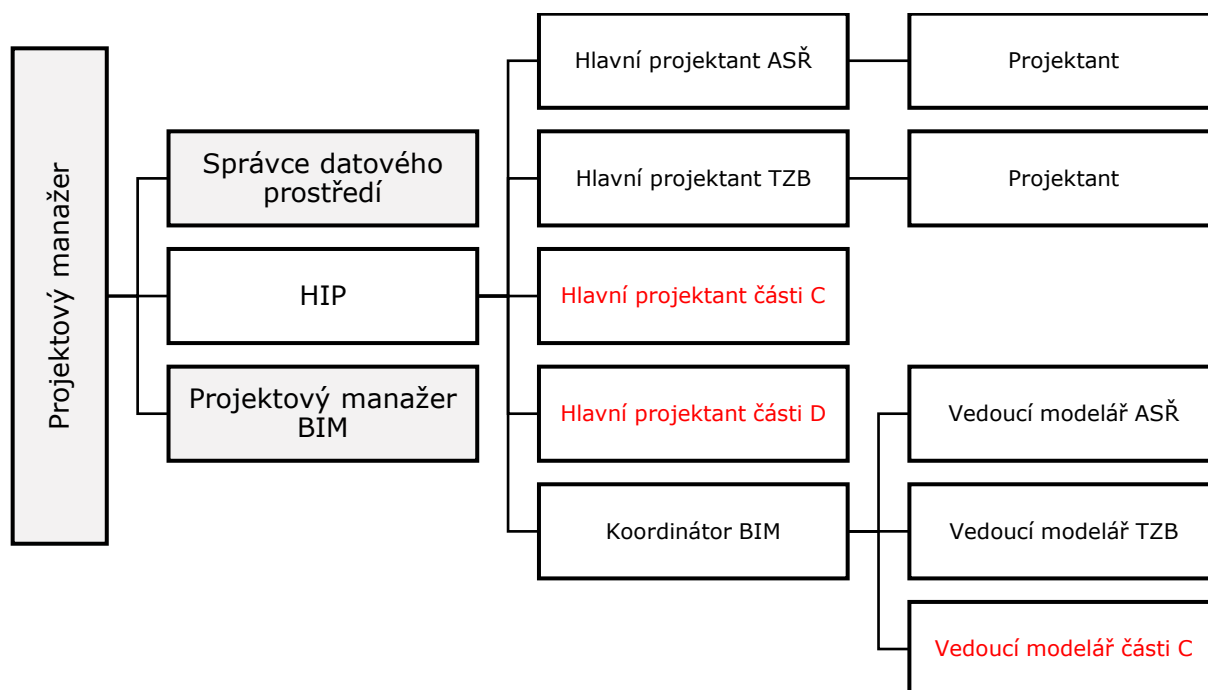 Projektový manažer
Správce datového
prostředí
HIP
Projektový manažer
BIM
Hlavní projektant ASŘ
Projektant
Hlavní projektant TZB
Projektant
Hlavní projektant části C
Hlavní projektant části D
Koordinátor BIM
Vedoucí modelář ASŘ
Vedoucí modelář TZB
Vedoucí modelář části C